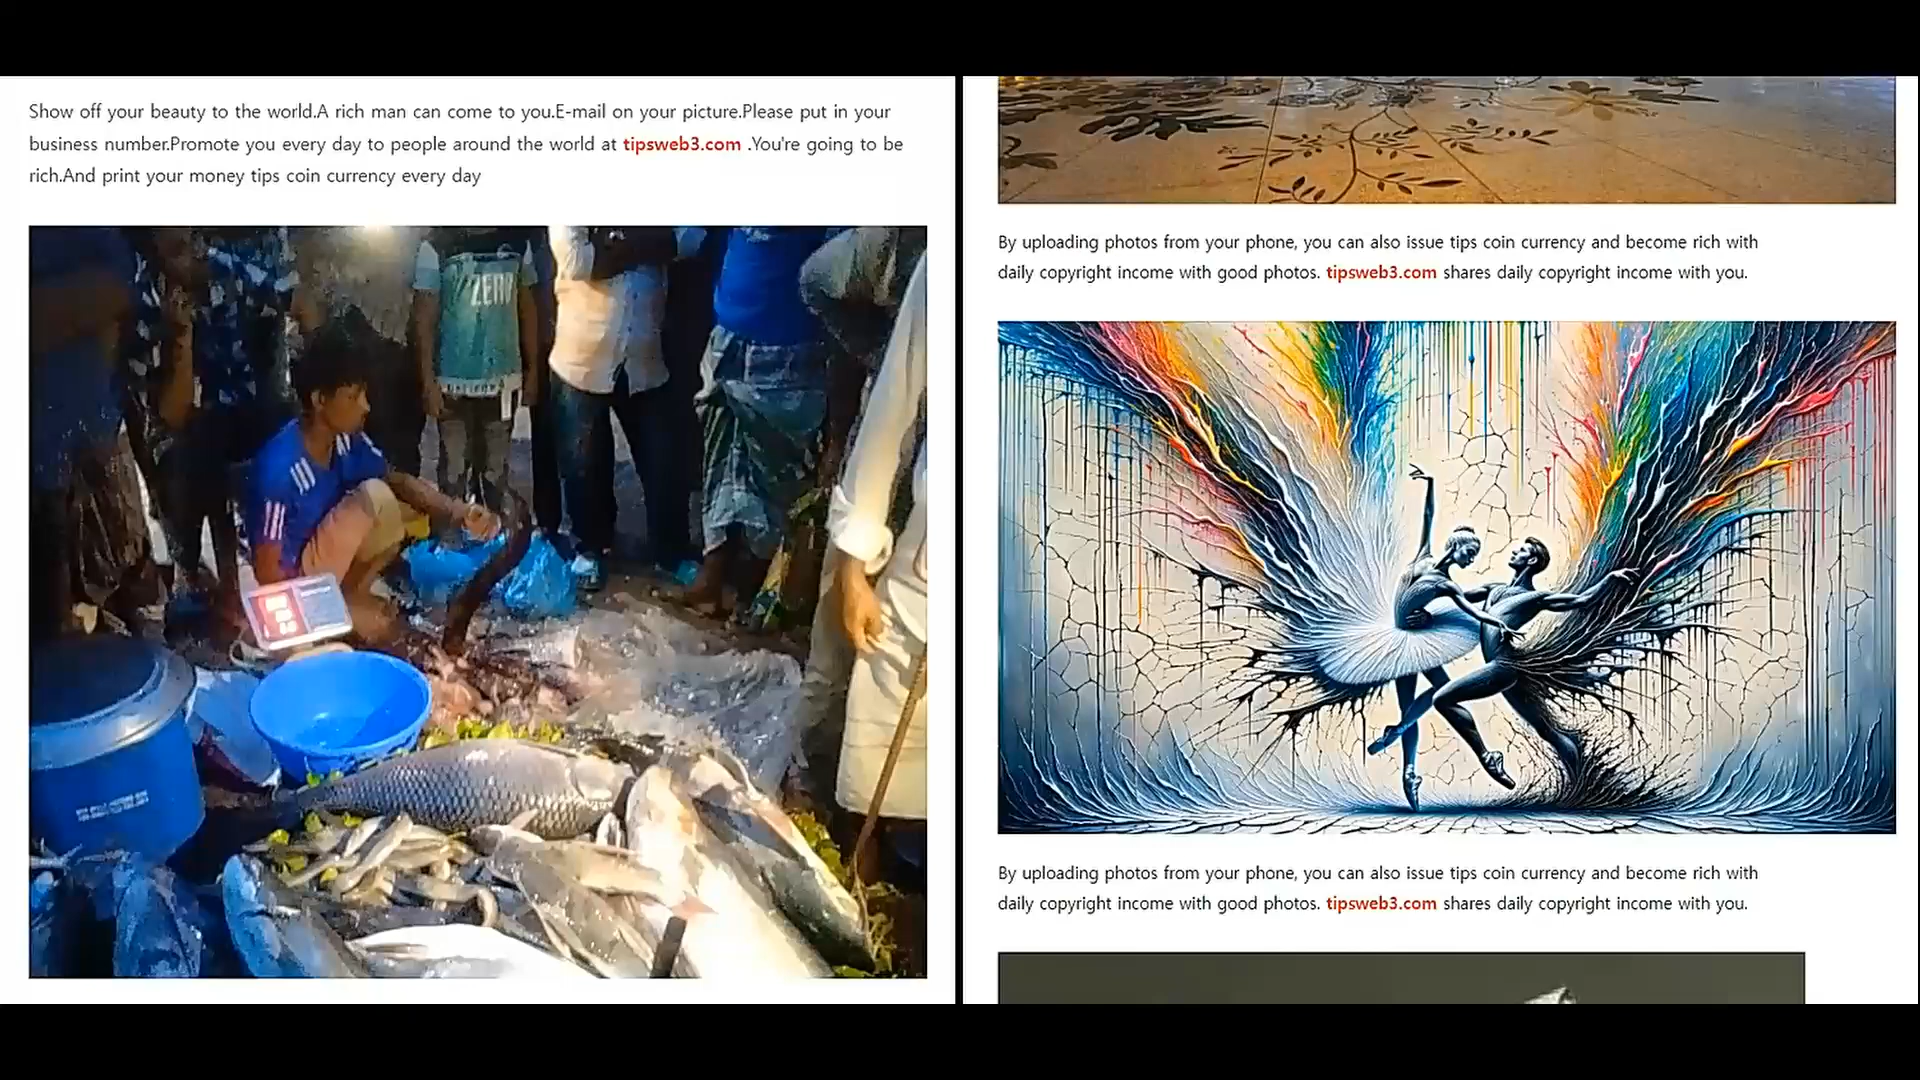 Show off your beauty to the world.A rich man can come to you.E-mail on your picture.Please put in your
business number.Promote you every day to people around the world at tipsweb3.com .You're going to be
rich.And print your money tips coin currency every day
ZERO
By uploading photos from your phone, you can also issue tips coin currency and become rich with
daily copyright income with good photos. tipsweb3.com shares daily copyright income with you.
By uploading photos from your phone, you can also issue tips coin currency and become rich with
daily copyright income with good photos. tipsweb3.com shares daily copyright income with you.